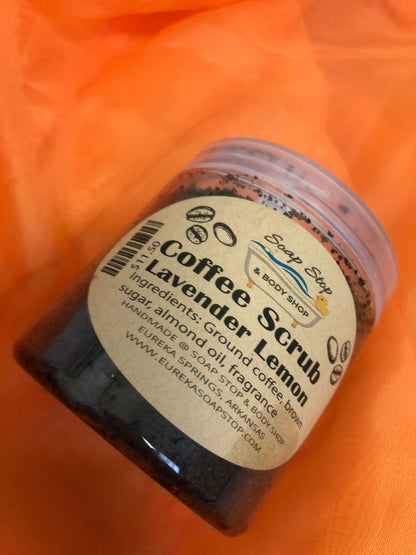 Soap Stop
& BODY SHOP
$11.50
Coffee Scrub
Lavender Lemon
Ingredients: Ground coffee, brown
sugar, almond oil, fragrance
HANDMADE @ SOAP STOP & BODY SHOP
EUREKA SPRINGS, ARKANSAS
WWW.EUREKASOAPSTOP.COM